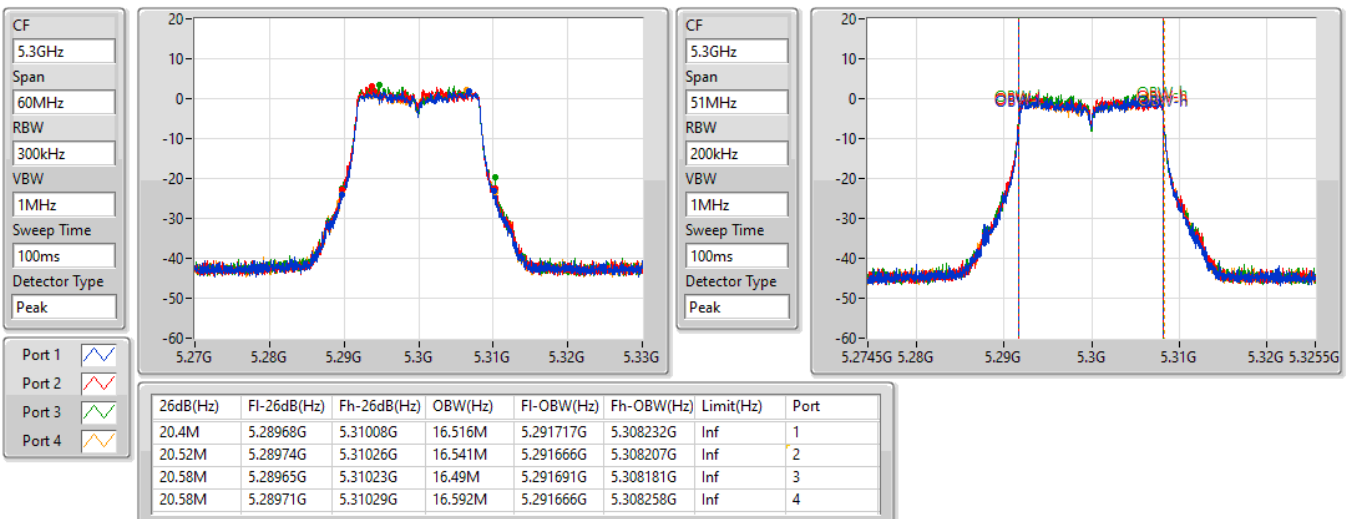 CF
5.3GHz
Span
60MHz
RBW
300kHz
VBW
1MHz
Sweep Time
100ms
Detector Type
Peak
20
10
0
-10
-20
-30
-40
-50
-60
5.27G 5.28G 5.29G 5.3G 5.31G 5.32G 5.33G
CF
5.3GHz
Span
51MHz
RBW
200kHz
VBW
1MHz
Sweep Time
100ms
Detector Type
Peak
20
10
0
-10
-20
-30
-40
-50
-60
OBW-h
5.2745G 5.28G 5.29G 5.3G 5.31G 5.32G 5.3255G
Port 1
Port 2
Port 3
Port 4
26dB(Hz) Fl-26dB(Hz) Fh-26dB(Hz) OBW(Hz) Fl-OBW(Hz) Fh-OBW(Hz) Limit(Hz) Port
20.4M 5.28968G 5.31008G 16.516M 5.291717G 5.308232G Inf 1
20.52M 5.28974G 5.31026G 16.541M 5.291666G 5.308207G Inf 2
20.58M 5.28965G 5.31023G 16.49M 5.291691G 5.308181G Inf 3
20.58M 5.28971G 5.31029G 16.592M 5.291666G 5.308258G Inf 4